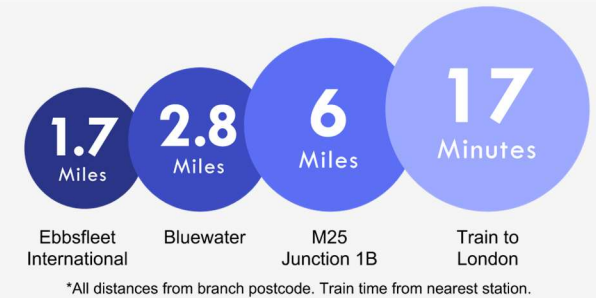 1.7
Miles
2.8
Miles
6
Miles
17
Minutes
Ebbsfleet
International
Bluewater
M25
Junction 1B
Train to
London
*All distances from branch postcode. Train time from nearest station.